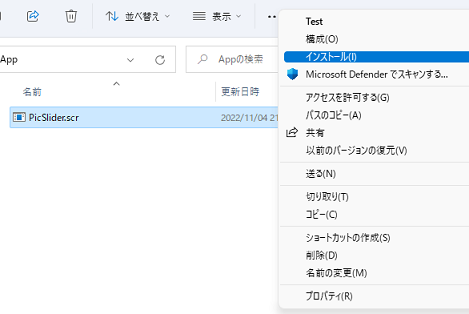 並べ替え
表示
App
Appの検索
名前
更新日時
PicSlider.scr
2022/11/04 21
Test
構成(O)
インストール(I)
Microsoft Defender でスキャンする...
アクセスを許可する(G)
パスのコピー(A)
共有
以前のバージョンの復元(V)
送る(N)
切り取り(T)
コピー(C)
ショートカットの作成(S)
削除(D)
名前の変更(M)
プロパティ(R)